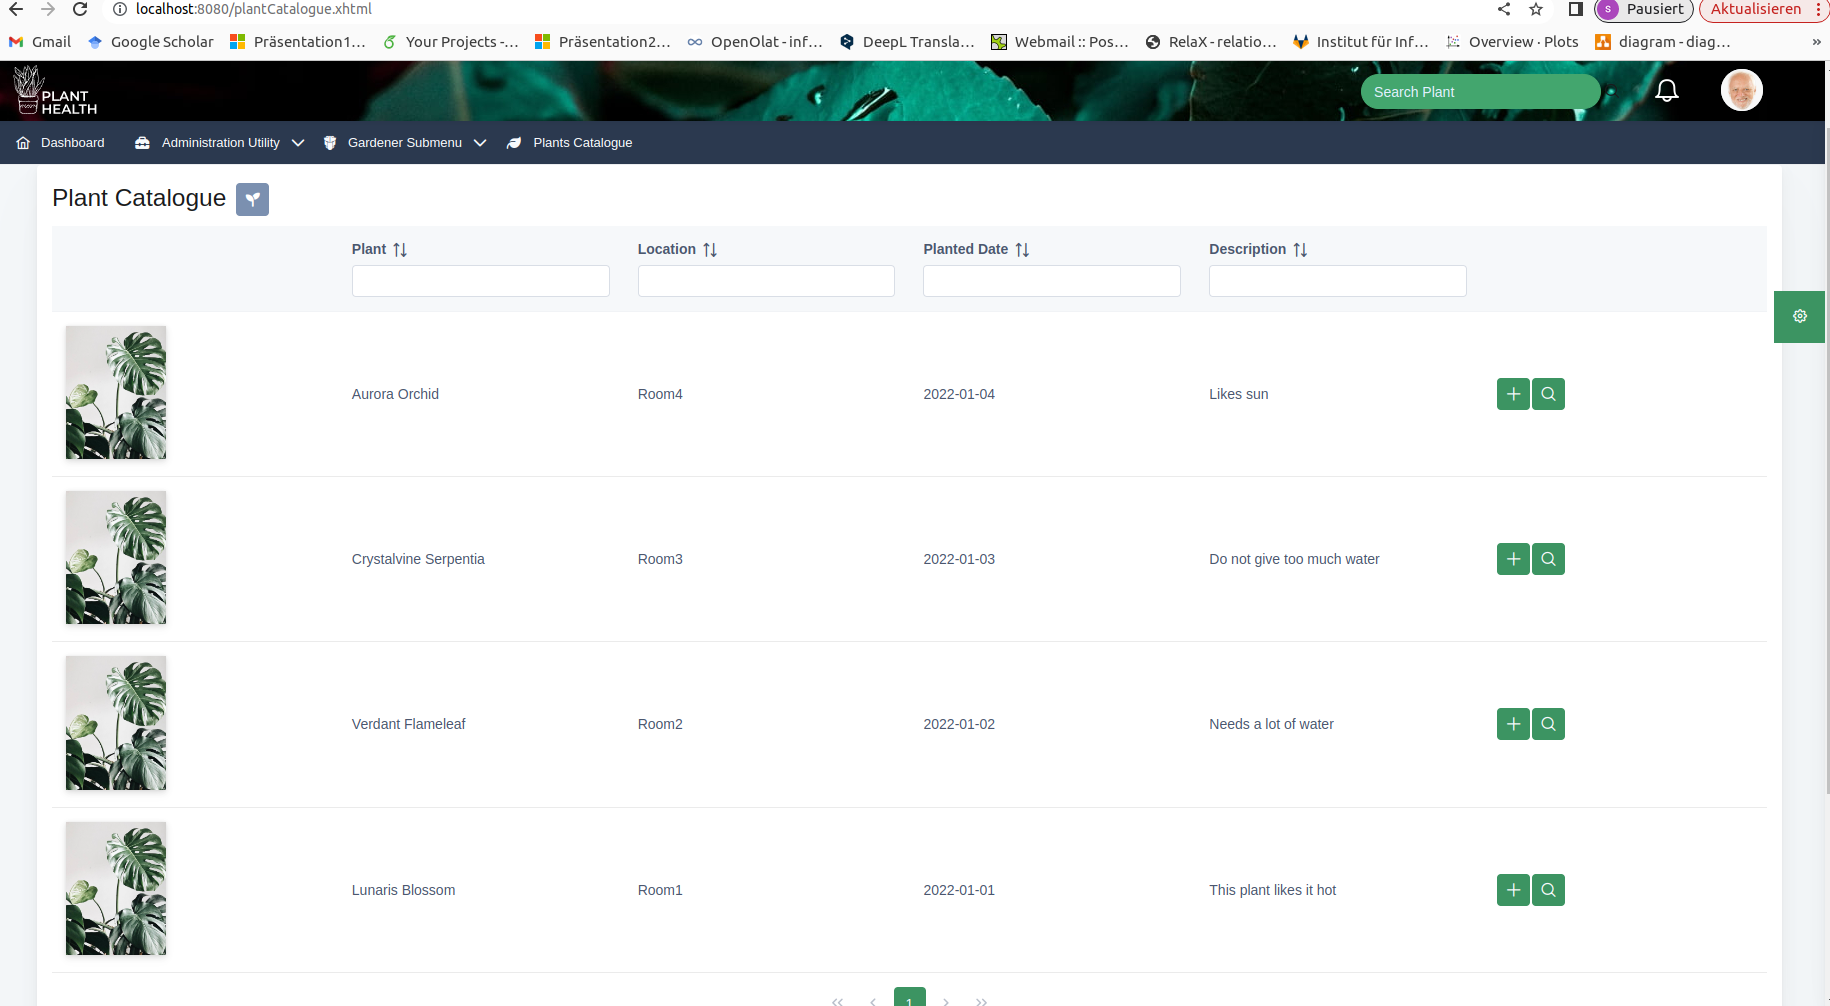 localhost:8080/plantCatalogue.xhtml
S Pausiert Aktualisieren
Gmail Google Scholar Präsentation1… Your Projects -… Präsentation2… OpenOlat - inf… DeepL Transla… Webmail :: Pos… RelaX - relatio… Institut für Inf… Overview · Plots diagram - diag… »
PLANT
HEALTH
Search Plant
Dashboard Administration Utility Gardener Submenu Plants Catalogue
Plant Catalogue
Plant Location Planted Date Description
Aurora Orchid Room4 2022-01-04 Likes sun
Crystalvine Serpentia Room3 2022-01-03 Do not give too much water
Verdant Flameleaf Room2 2022-01-02 Needs a lot of water
Lunaris Blossom Room1 2022-01-01 This plant likes it hot
1